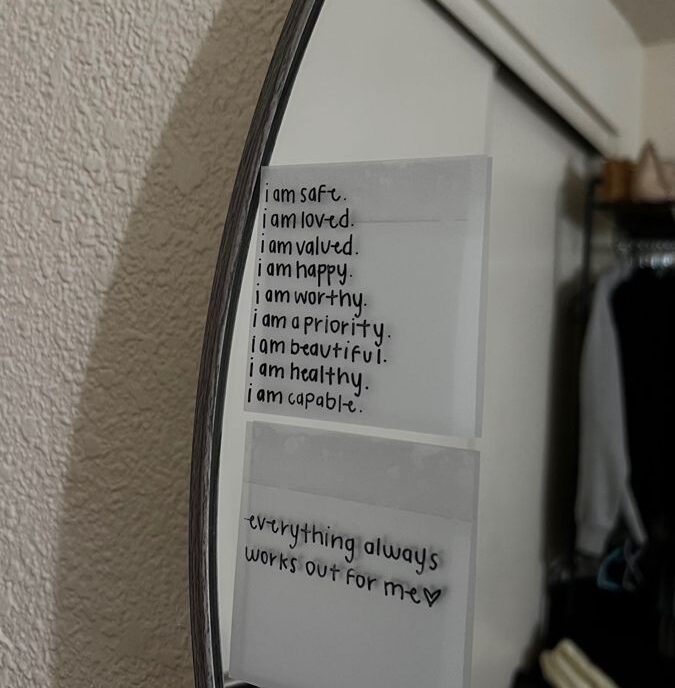 i am safe.
i am loved.
i am valued.
i am happy.
i am worthy.
i am a priority.
i am beautiful.
i am healthy.
i am capable.
everything always
works out for me♡